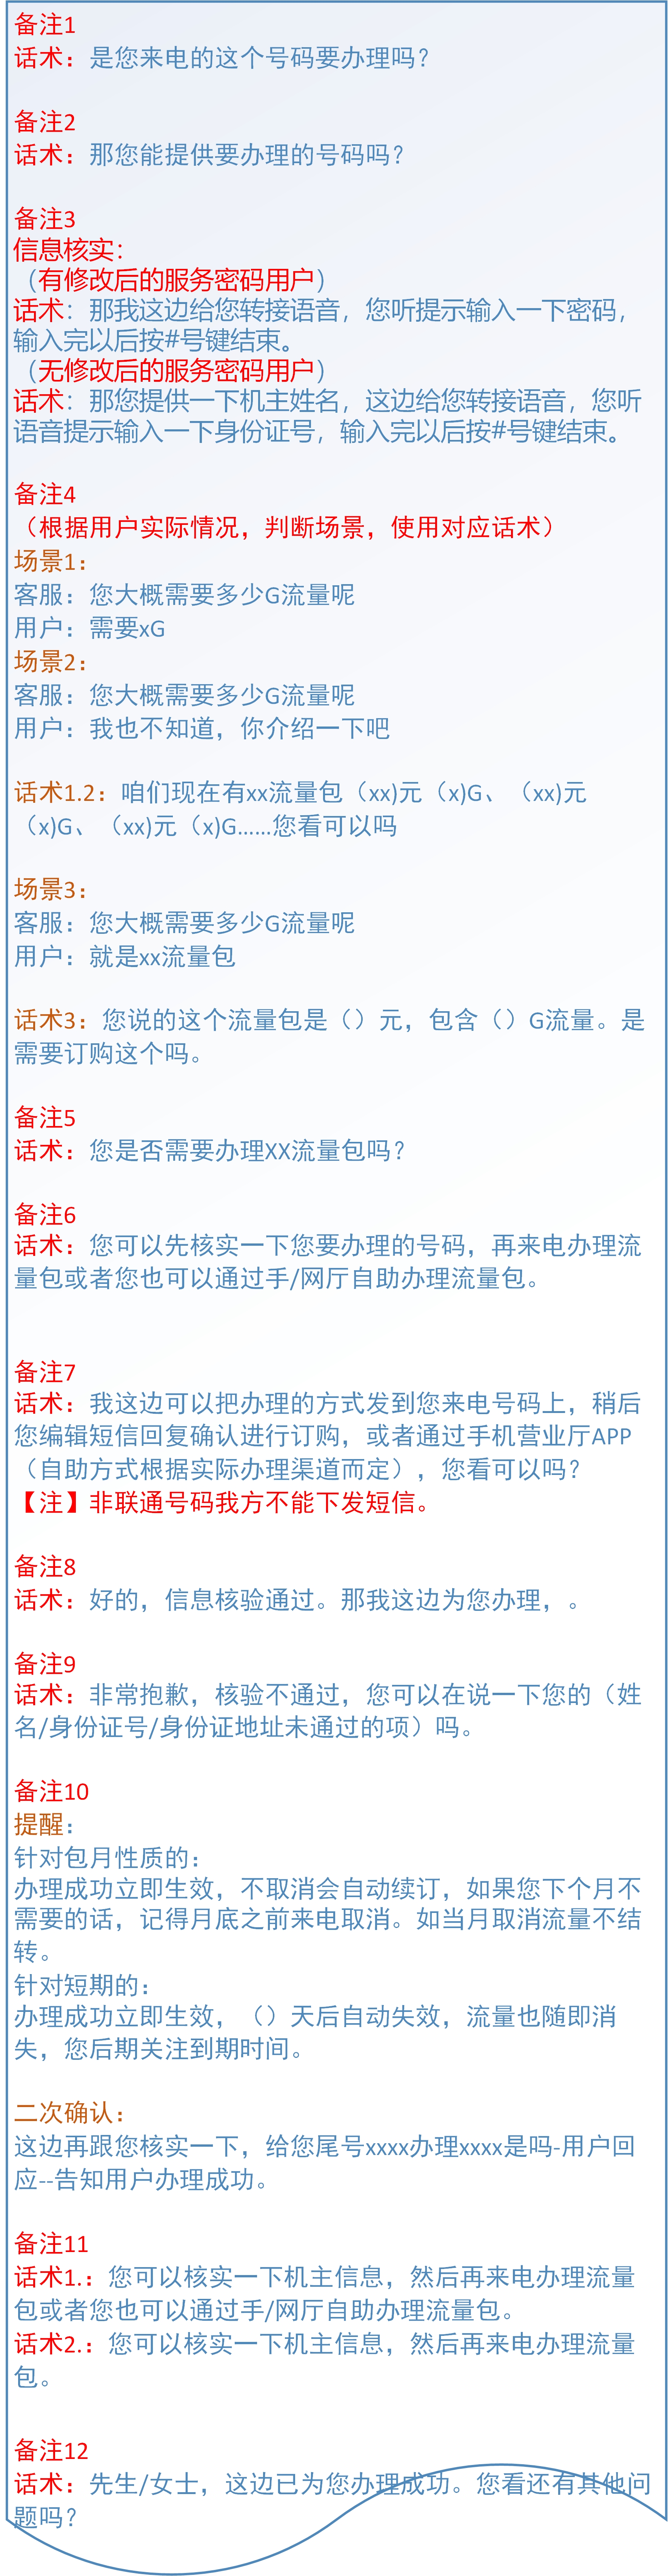 备注1
话术：是您来电的这个号码要办理吗？
备注2
话术：那您能提供要办理的号码吗？
备注3
信息核实：
（有修改后的服务密码用户）
话术：那我这边给您转接语音，您听提示输入一下密码，
输入完以后按#号键结束。
（无修改后的服务密码用户）
话术：那您提供一下机主姓名，这边给您转接语音，您听
语音提示输入一下身份证号，输入完以后按#号键结束。
备注4
（根据用户实际情况，判断场景，使用对应话术）
场景1：
客服：您大概需要多少G流量呢
用户：需要xG
场景2：
客服：您大概需要多少G流量呢
用户：我也不知道，你介绍一下吧
话术1.2：咱们现在有xx流量包（xx)元（x)G、（xx)元
（x)G、（xx)元（x)G……您看可以吗
场景3：
客服：您大概需要多少G流量呢
用户：就是xx流量包
话术3：您说的这个流量包是（）元，包含（）G流量。是
需要订购这个吗。
备注5
话术：您是否需要办理XX流量包吗？
备注6
话术：您可以先核实一下您要办理的号码，再来电办理流
量包或者您也可以通过手/网厅自助办理流量包。
备注7
话术：我这边可以把办理的方式发到您来电号码上，稍后
您编辑短信回复确认进行订购，或者通过手机营业厅APP
（自助方式根据实际办理渠道而定），您看可以吗？
【注】非联通号码我方不能下发短信。
备注8
话术：好的，信息核验通过。那我这边为您办理，。
备注9
话术：非常抱歉，核验不通过，您可以在说一下您的（姓
名/身份证号/身份证地址未通过的项）吗。
备注10
提醒：
针对包月性质的：
办理成功立即生效，不取消会自动续订，如果您下个月不
需要的话，记得月底之前来电取消。如当月取消流量不结
转。
针对短期的：
办理成功立即生效，（）天后自动失效，流量也随即消
失，您后期关注到期时间。
二次确认：
这边再跟您核实一下，给您尾号xxxx办理xxxx是吗-用户回
应--告知用户办理成功。
备注11
话术1.：您可以核实一下机主信息，然后再来电办理流量
包或者您也可以通过手/网厅自助办理流量包。
话术2.：您可以核实一下机主信息，然后再来电办理流量
包。
备注12
话术：先生/女士，这边已为您办理成功。您看还有其他问
题吗？